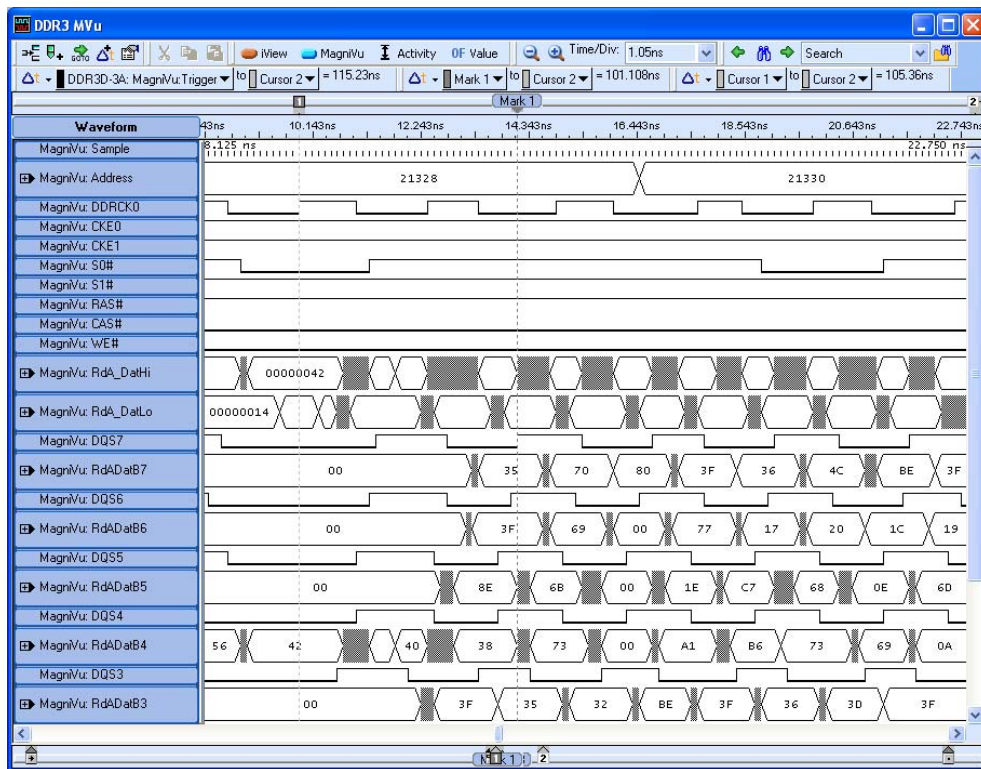 DDR3 MVu
iView MagniVu Activity 0F Value Time/Div: 1.05ns Search
Δt DDR3D-3A: MagniVu:Trigger to Cursor 2 = 115.23ns Δt Mark 1 to Cursor 2 = 101.108ns Δt Cursor 1 to Cursor 2 = 105.36ns
1 Mark 1 2
Waveform 43ns 10.143ns 12.243ns 14.343ns 16.443ns 18.543ns 20.643ns 22.743ns
MagniVu: Sample 8.125 ns 22.750 ns
MagniVu: Address 21328 21330
MagniVu: DDRCK0
MagniVu: CKE0
MagniVu: CKE1
MagniVu: S0#
MagniVu: S1#
MagniVu: RAS#
MagniVu: CAS#
MagniVu: WE#
MagniVu: RdA_DatHi 00000042
MagniVu: RdA_DatLo 00000014
MagniVu: DQS7
MagniVu: RdADatB7 00 35 70 80 3F 36 4C BE 3F
MagniVu: DQS6
MagniVu: RdADatB6 00 3F 69 00 77 17 20 1C 19
MagniVu: DQS5
MagniVu: RdADatB5 00 8E 6B 00 1E C7 68 0E 6D
MagniVu: DQS4
MagniVu: RdADatB4 56 42 40 38 73 00 A1 B6 73 69 0A
MagniVu: DQS3
MagniVu: RdADatB3 00 3F 35 32 BE 3F 36 3D 3F
1 2